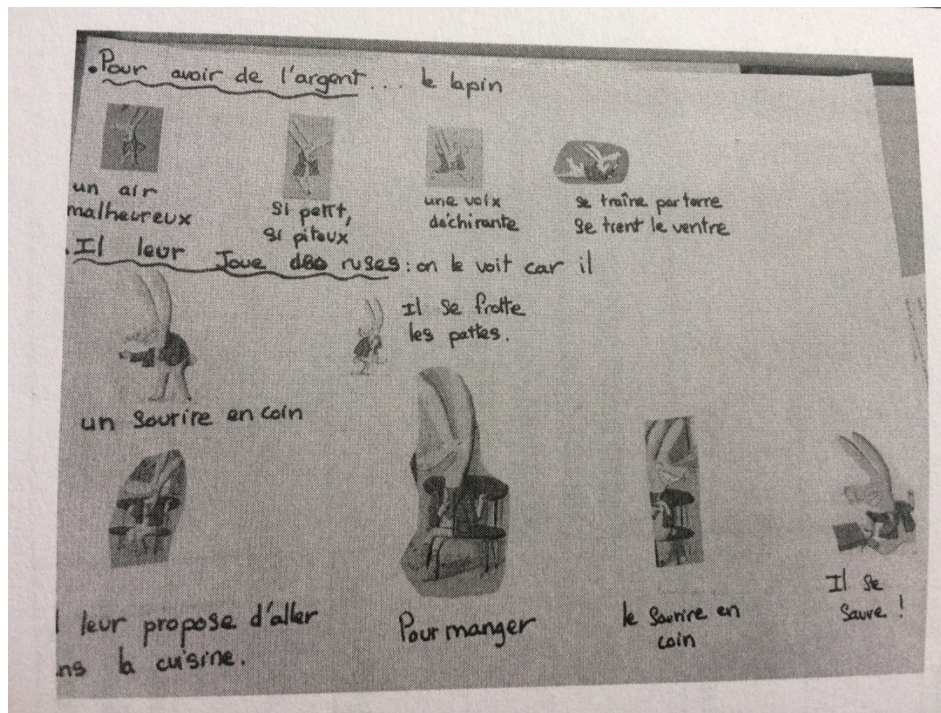 .Pour avoir de l'argent... le lapin
un air
malheureux
si petit,
si piteux
une voix
déchirante
se traîne par terre
se tient le ventre
.Il leur joue des ruses: on le voit car il
Il se frotte
les pattes.
un sourire en coin
l leur propose d'aller
ns la cuisine.
Pour manger
le sourire en
coin
Il se
sauve !